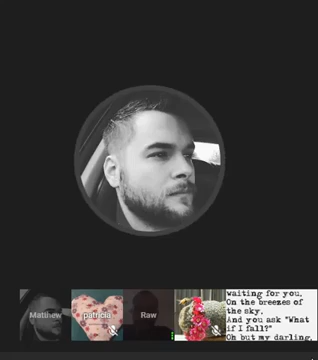 Matthew
patricia
Raw
waiting for you,
On the breezes of
the sky,
And you ask "What
if I fall?"
Oh but my darling,